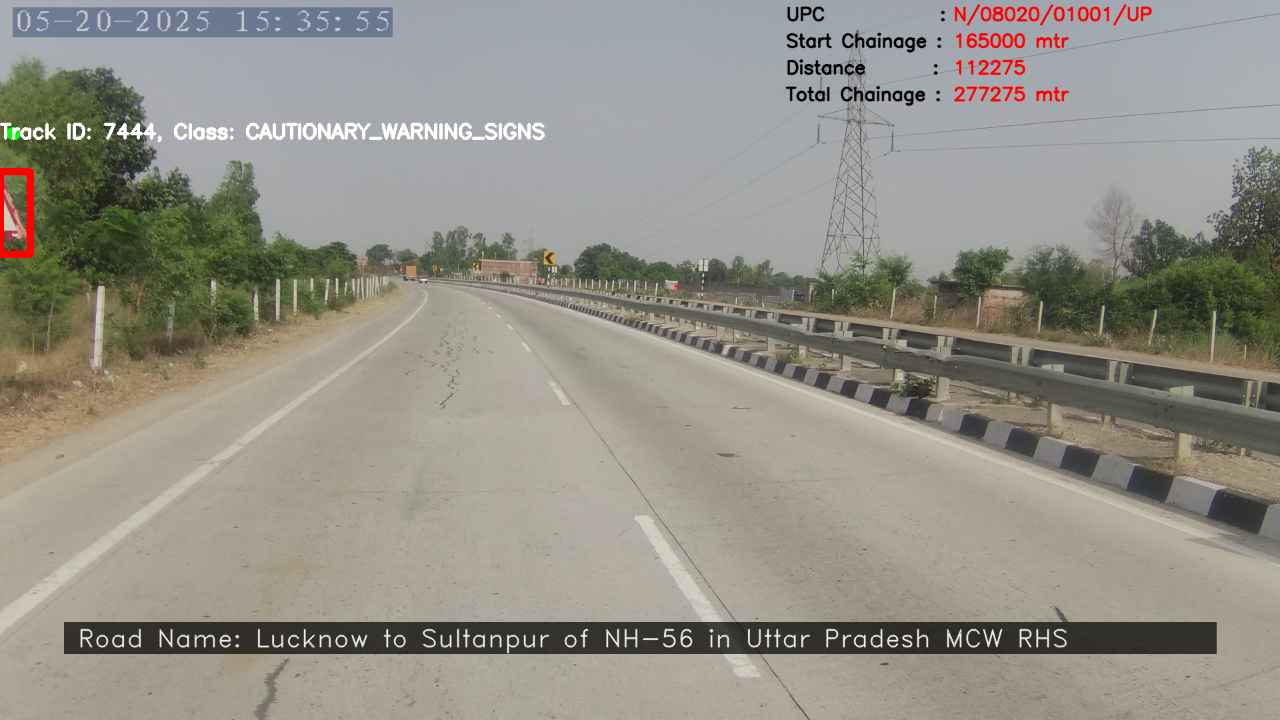 05-20-2025 15:35:55
UPC : N/08020/01001/UP
Start Chainage : 165000 mtr
Distance : 112275
Total Chainage : 277275 mtr
Track ID: 7444, Class: CAUTIONARY_WARNING_SIGNS
Road Name: Lucknow to Sultanpur of NH-56 in Uttar Pradesh MCW RHS